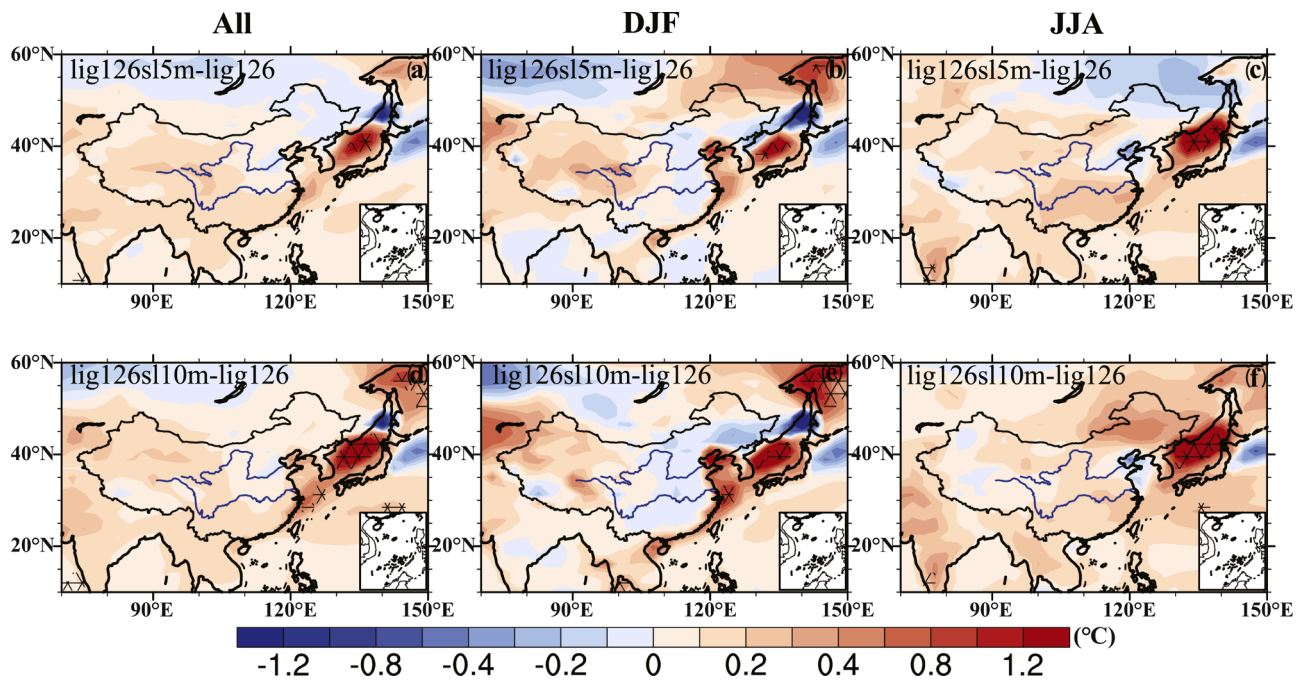 All DJF JJA
60°N lig126sl5m-lig126 (a) 60°N lig126sl5m-lig126 (b) 60°N lig126sl5m-lig126 (c)
40°N 40°N 40°N
20°N 20°N 20°N
90°E 120°E 150°E 90°E 120°E 150°E 90°E 120°E 150°E
60°N lig126sl10m-lig126 (d) 60°N lig126sl10m-lig126 (e) 60°N lig126sl10m-lig126 (f)
40°N 40°N 40°N
20°N 20°N 20°N
90°E 120°E 150°E 90°E 120°E 150°E 90°E 120°E 150°E
(°C)
-1.2 -0.8 -0.4 -0.2 0 0.2 0.4 0.8 1.2